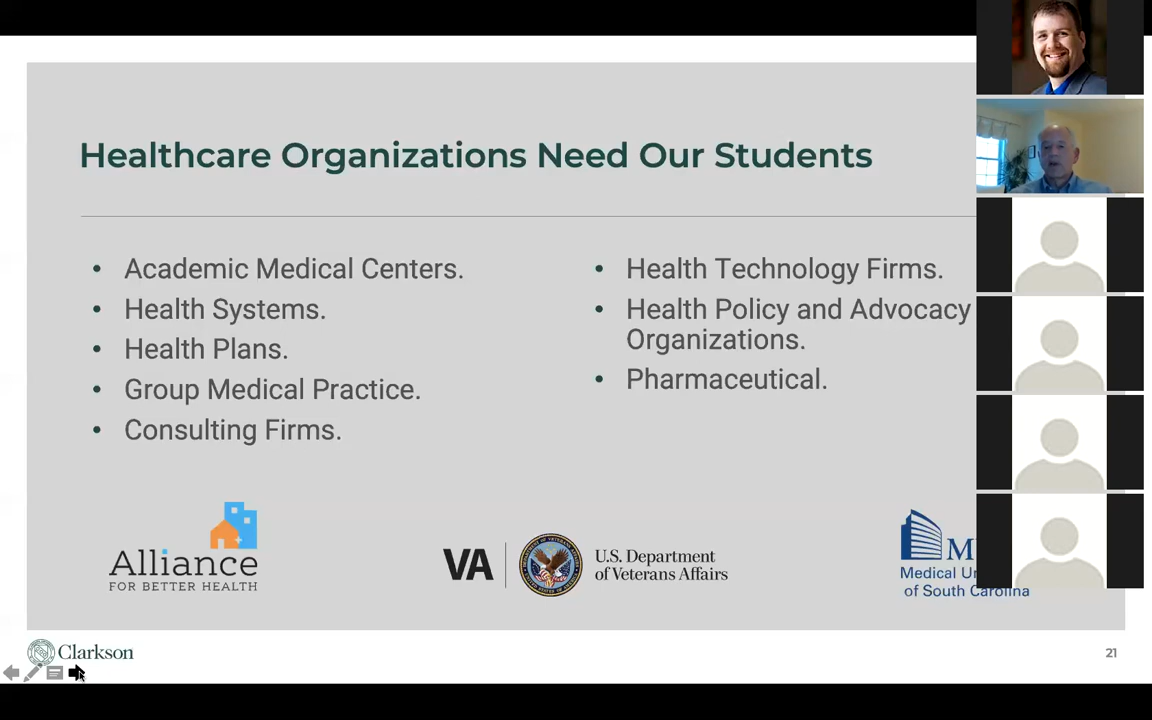 Healthcare Organizations Need Our Students
• Academic Medical Centers.
• Health Systems.
• Health Plans.
• Group Medical Practice.
• Consulting Firms.
• Health Technology Firms.
• Health Policy and Advocacy
Organizations.
• Pharmaceutical.
Alliance
FOR BETTER HEALTH
VA
U.S. Department
of Veterans Affairs
Medical
of South Carolina
Clarkson
21